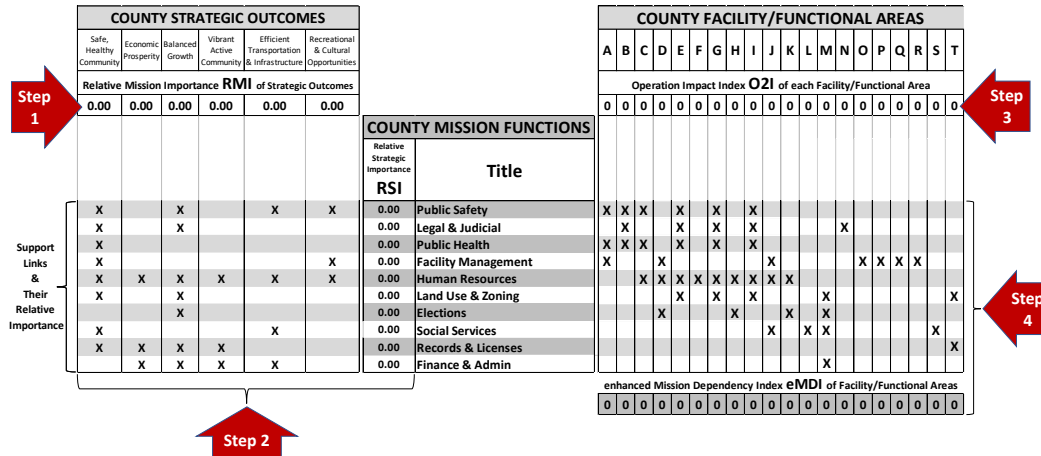 COUNTY STRATEGIC OUTCOMES
Safe, Healthy Community
Economic Prosperity
Balanced Growth
Vibrant Active Community
Efficient Transportation & Infrastructure
Recreational & Cultural Opportunities
Relative Mission Importance RMI of Strategic Outcomes
0.00 0.00 0.00 0.00 0.00 0.00
Step 1
COUNTY FACILITY/FUNCTIONAL AREAS
A B C D E F G H I J K L M N O P Q R S T
Operation Impact Index O2I of each Facility/Functional Area
0 0 0 0 0 0 0 0 0 0 0 0 0 0 0 0 0 0 0 0
Step 3
COUNTY MISSION FUNCTIONS
Relative Strategic Importance
RSI
Title
X X X X 0.00 Public Safety X X X X X X
X X 0.00 Legal & Judicial X X X X X
X 0.00 Public Health X X X X X X
X X 0.00 Facility Management X X X X X X X
X X X X X X 0.00 Human Resources X X X X X X X X X
X X 0.00 Land Use & Zoning X X X X X
X 0.00 Elections X X X X
X X 0.00 Social Services X X X X
X X X X 0.00 Records & Licenses X
X X X X 0.00 Finance & Admin X
Support
Links
&
Their
Relative
Importance
Step 4
enhanced Mission Dependency Index eMDI of Facility/Functional Areas
0 0 0 0 0 0 0 0 0 0 0 0 0 0 0 0 0 0 0 0
Step 2